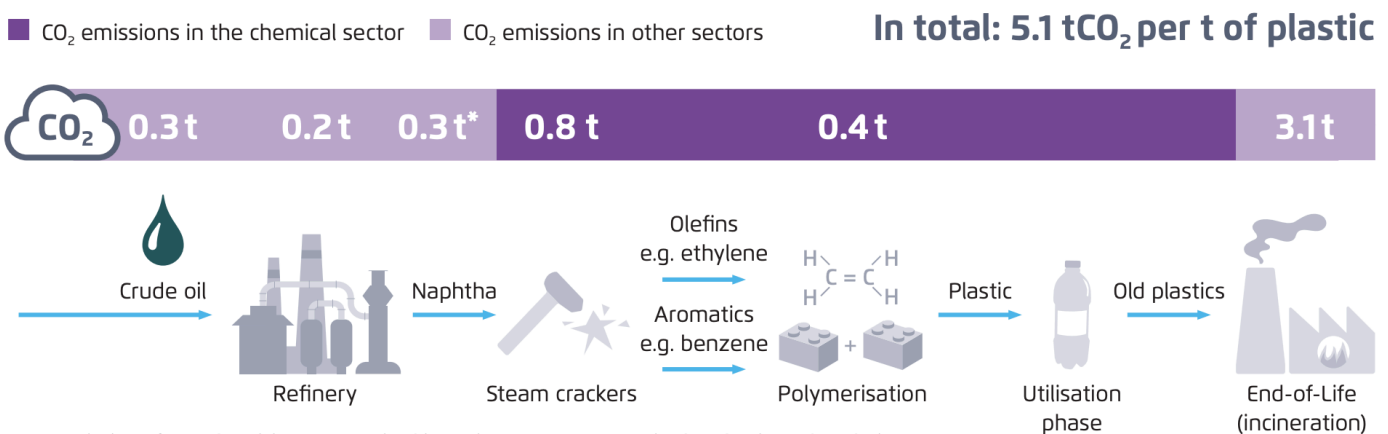 CO₂ emissions in the chemical sector
CO₂ emissions in other sectors
In total: 5.1 tCO₂ per t of plastic
CO₂ 0.3 t 0.2 t 0.3 t* 0.8 t 0.4 t 3.1 t
Crude oil
Refinery
Naphtha
Steam crackers
Olefins
e.g. ethylene
Aromatics
e.g. benzene
H H
C = C
H H
+
Polymerisation
Plastic
Utilisation
phase
Old plastics
End-of-Life
(incineration)